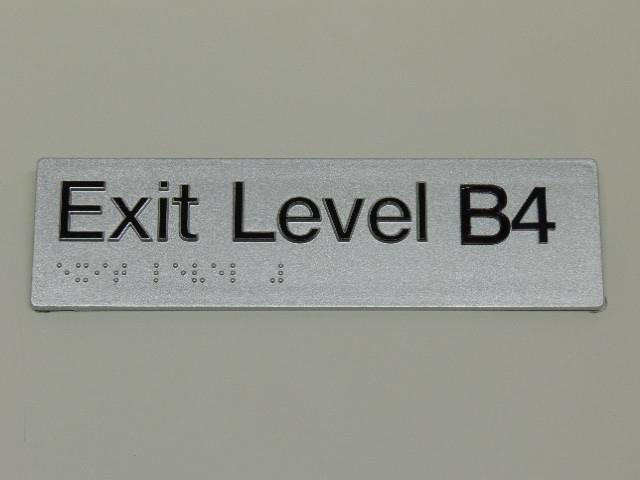 Exit Level B4
⠑⠭⠊⠞ ⠇⠑⠧⠑⠇ ⠼